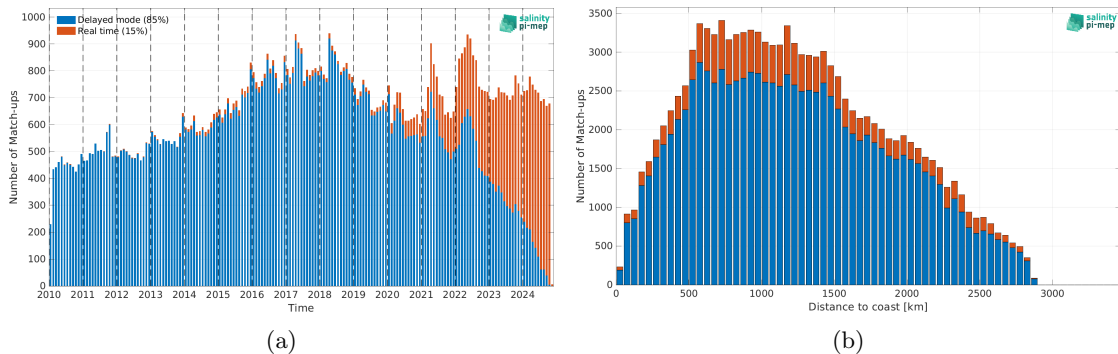 Delayed mode (85%)
Real time (15%)
salinity
pi-mep
Number of Match-ups
1000
900
800
700
600
500
400
300
200
100
0
2010 2011 2012 2013 2014 2015 2016 2017 2018 2019 2020 2021 2022 2023 2024
Time
(a)
salinity
pi-mep
Number of Match-ups
3500
3000
2500
2000
1500
1000
500
0
0 500 1000 1500 2000 2500 3000
Distance to coast [km]
(b)